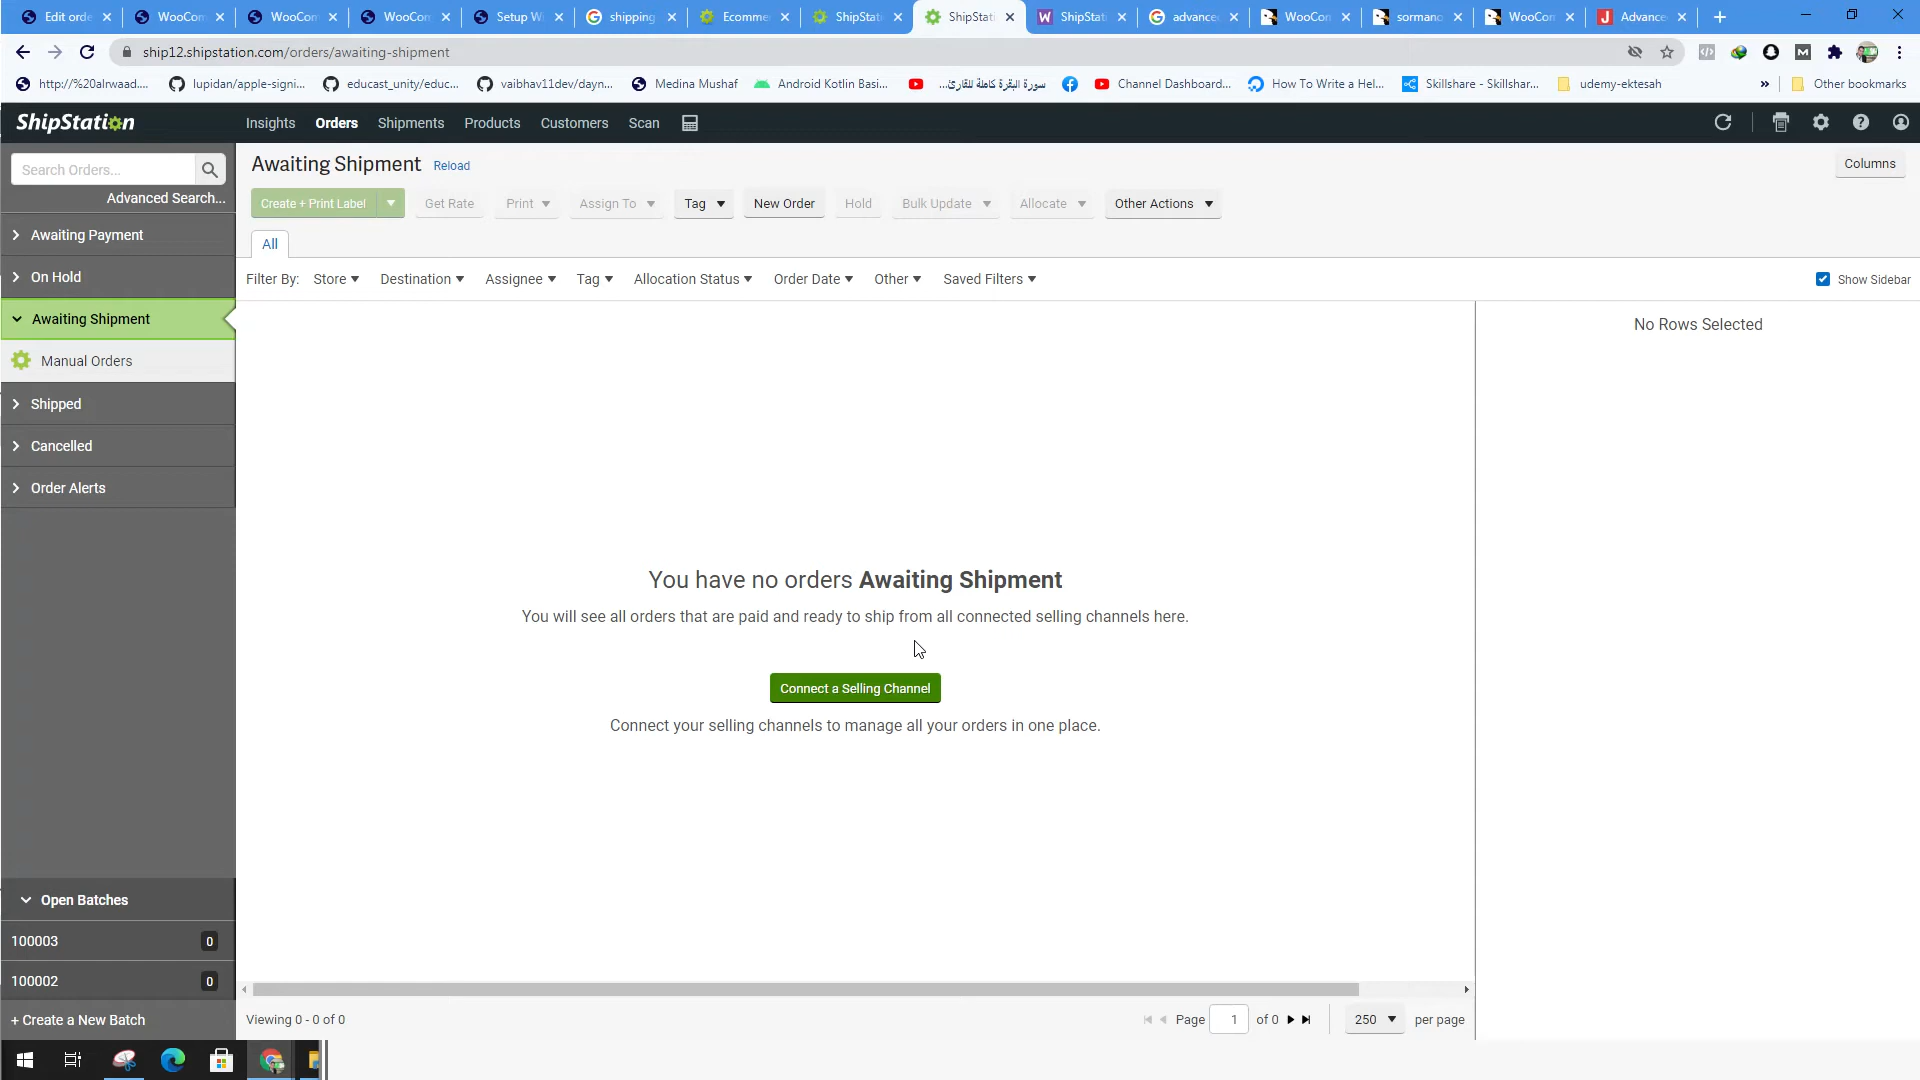 Edit orde
WooCom
WooCom
WooCom
Setup Wi
shipping
Ecomme
ShipStati
ShipStati
ShipStati
advance
WooCom
sormano
WooCom
Advance
ship12.shipstation.com/orders/awaiting-shipment
http://%20alrwaad....
lupidan/apple-signi...
educast_unity/educ...
vaibhav11dev/dayn...
Medina Mushaf
Android Kotlin Basi...
سورة البقرة كاملة للقارئ...
Channel Dashboard...
How To Write a Hel...
Skillshare - Skillshar...
udemy-ektesah
»
Other bookmarks
ShipStation
Insights
Orders
Shipments
Products
Customers
Scan
Search Orders...
Advanced Search...
Awaiting Payment
On Hold
Awaiting Shipment
Manual Orders
Shipped
Cancelled
Order Alerts
Open Batches
100003 0
100002 0
+ Create a New Batch
Awaiting Shipment Reload
Columns
Create + Print Label
Get Rate
Print
Assign To
Tag
New Order
Hold
Bulk Update
Allocate
Other Actions
All
Filter By: Store Destination Assignee Tag Allocation Status Order Date Other Saved Filters
Show Sidebar
No Rows Selected
You have no orders Awaiting Shipment
You will see all orders that are paid and ready to ship from all connected selling channels here.
Connect a Selling Channel
Connect your selling channels to manage all your orders in one place.
Viewing 0 - 0 of 0
Page 1 of 0
250 per page